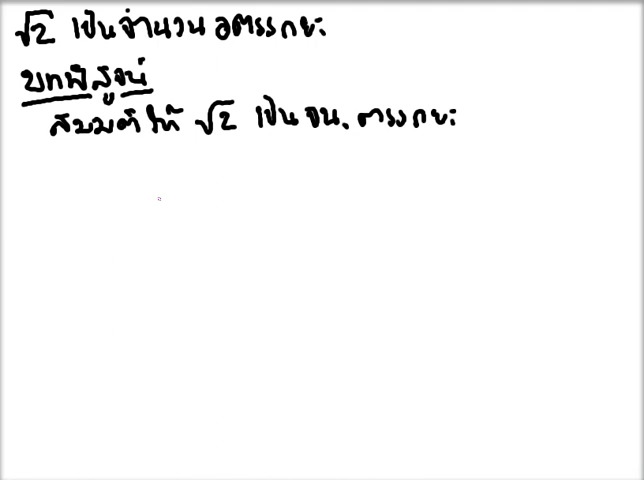 √2 เป็นจำนวน อตรรกยะ
บทพิสูจน์
สมมติให้ √2 เป็น จน. ตรรกยะ